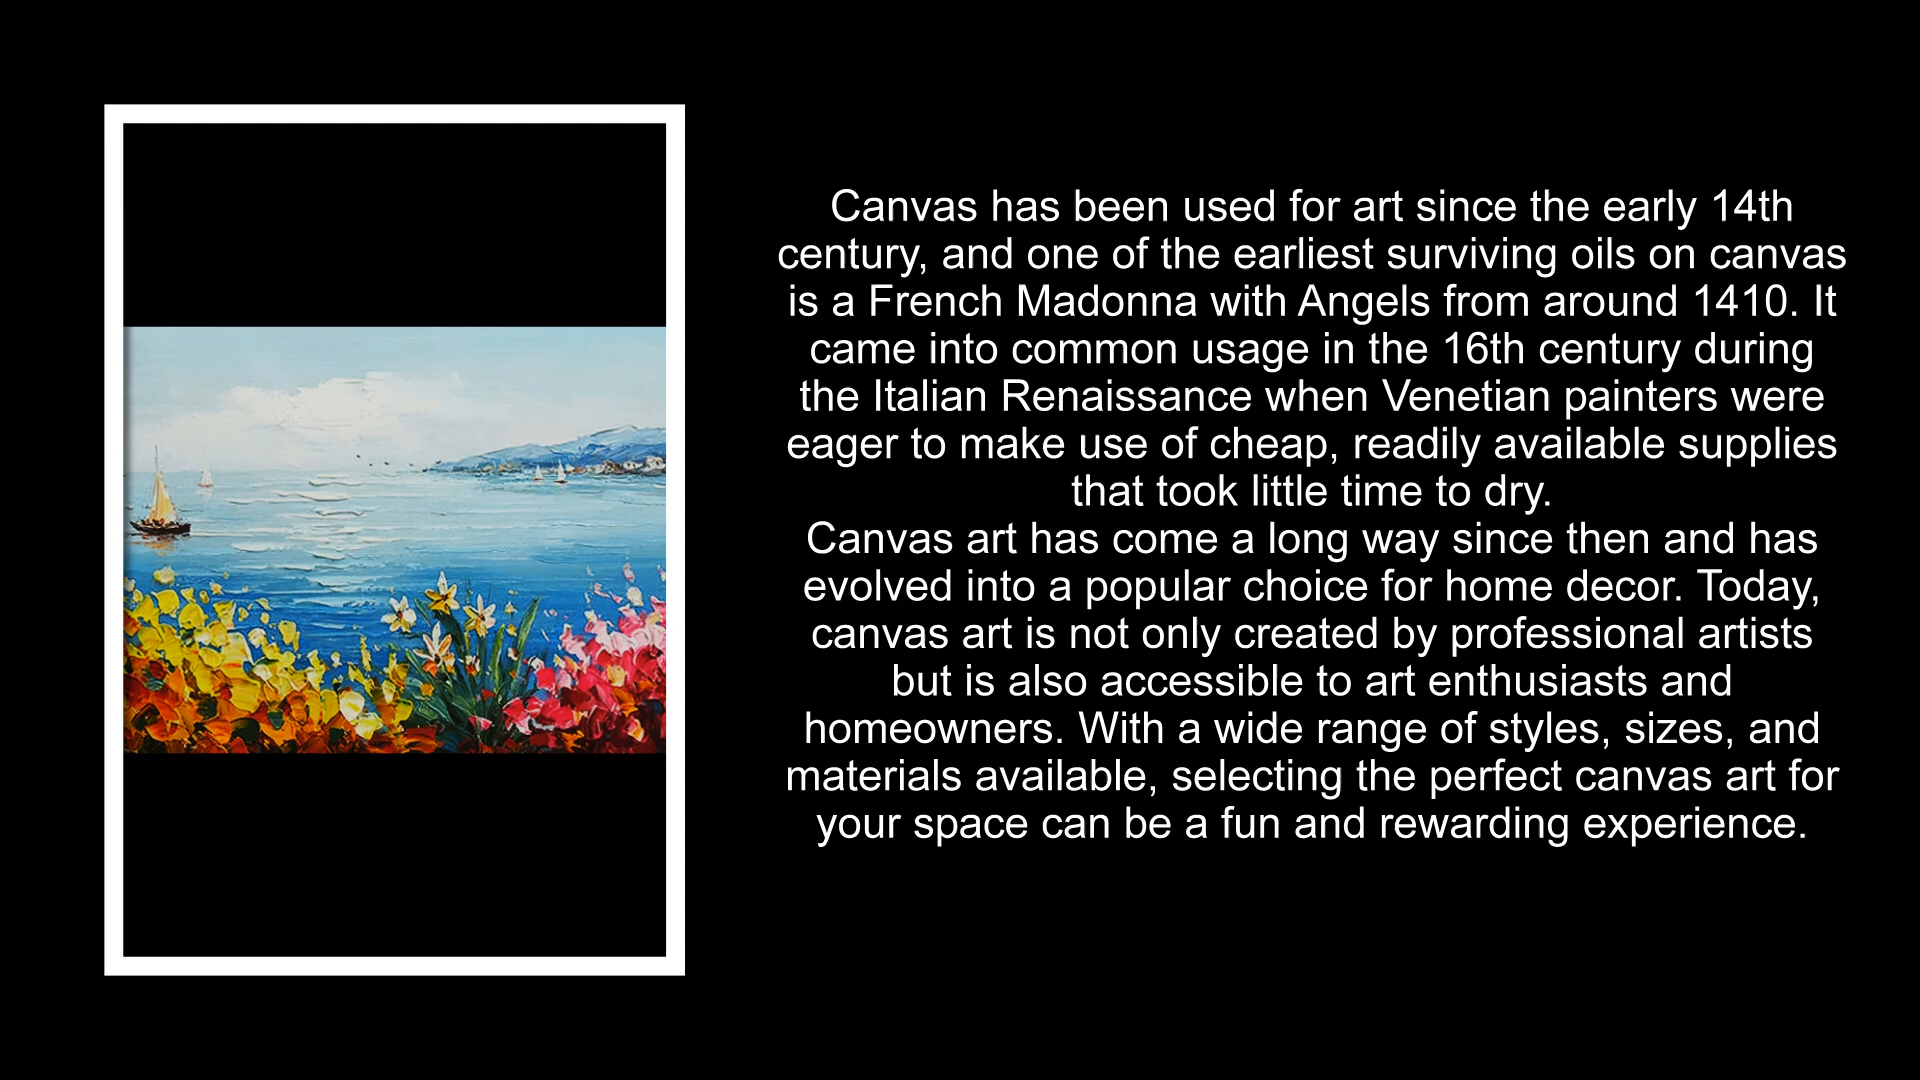 Canvas has been used for art since the early 14th
century, and one of the earliest surviving oils on canvas
is a French Madonna with Angels from around 1410. It
came into common usage in the 16th century during
the Italian Renaissance when Venetian painters were
eager to make use of cheap, readily available supplies
that took little time to dry.
Canvas art has come a long way since then and has
evolved into a popular choice for home decor. Today,
canvas art is not only created by professional artists
but is also accessible to art enthusiasts and
homeowners. With a wide range of styles, sizes, and
materials available, selecting the perfect canvas art for
your space can be a fun and rewarding experience.